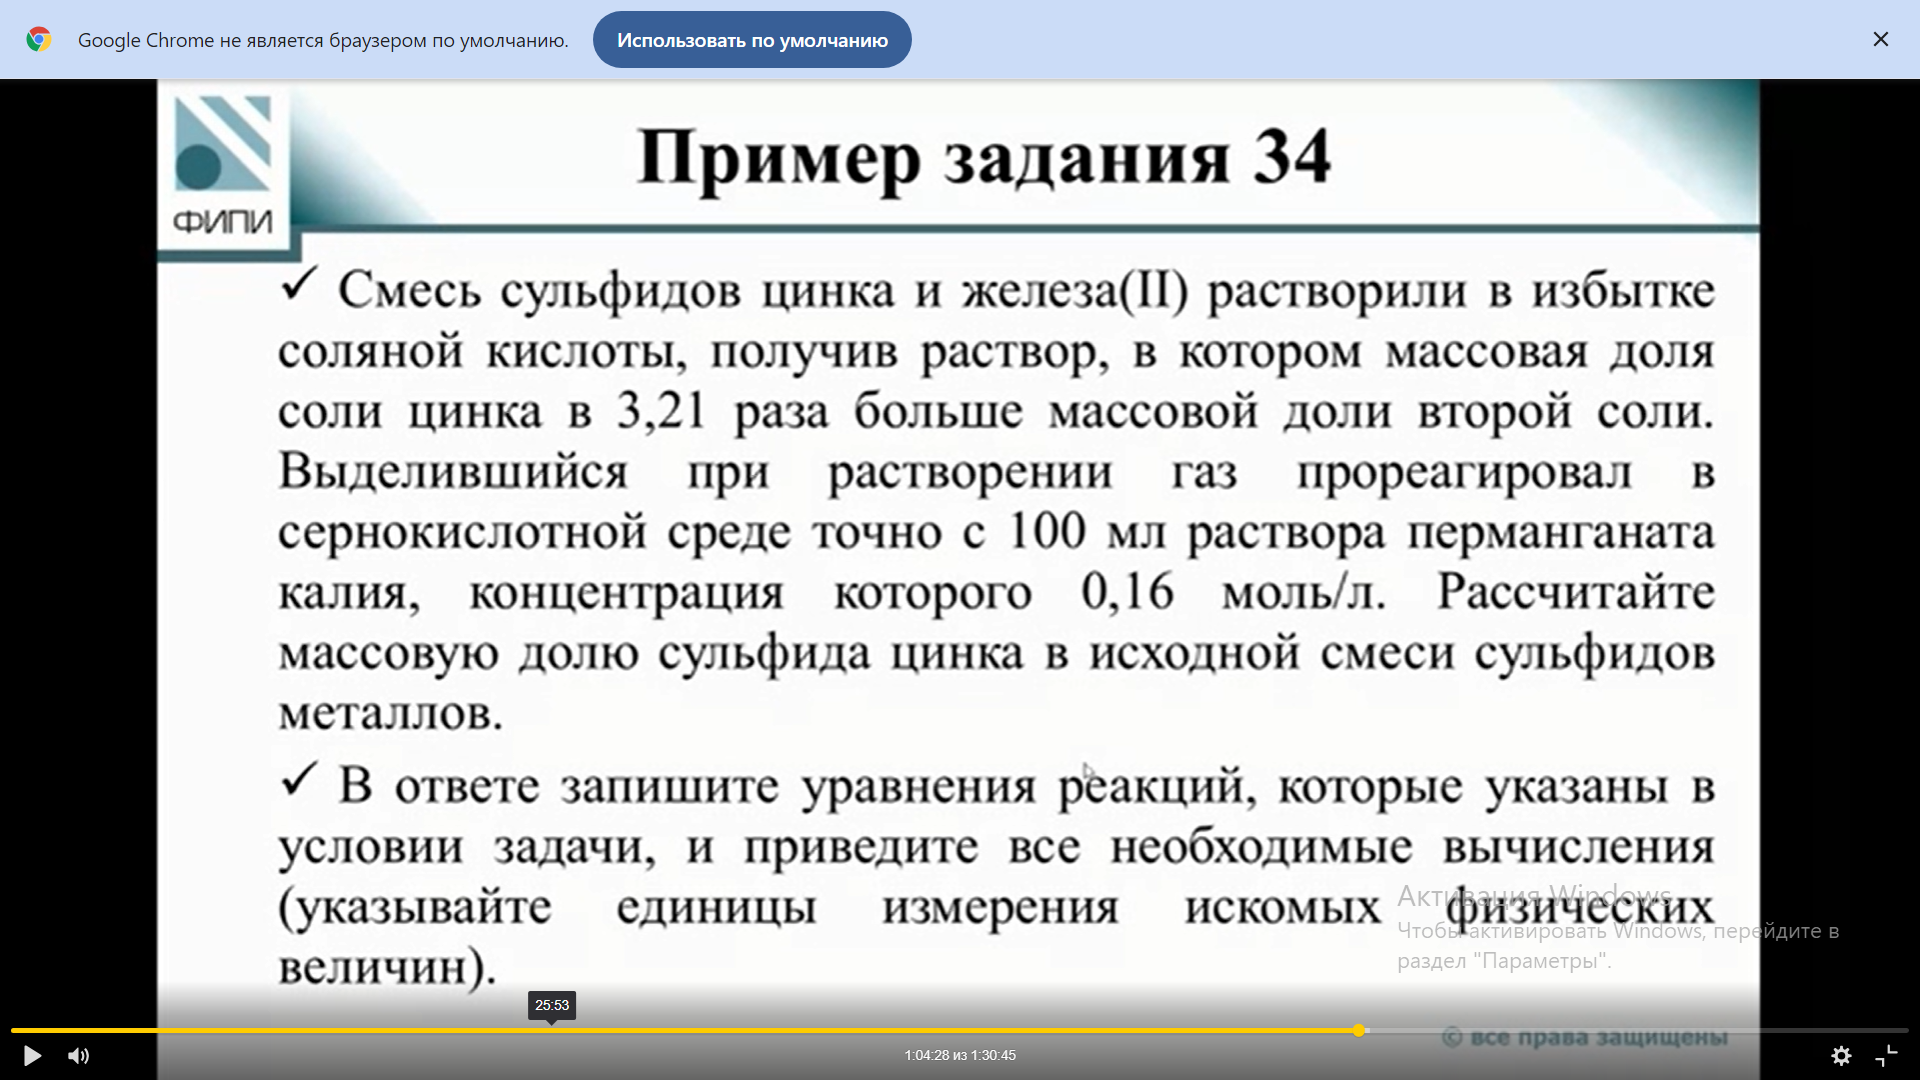 Google Chrome не является браузером по умолчанию.
Использовать по умолчанию
ФИПИ
Пример задания 34
✓ Смесь сульфидов цинка и железа(II) растворили в избытке
соляной кислоты, получив раствор, в котором массовая доля
соли цинка в 3,21 раза больше массовой доли второй соли.
Выделившийся при растворении газ прореагировал в
сернокислотной среде точно с 100 мл раствора перманганата
калия, концентрация которого 0,16 моль/л. Рассчитайте
массовую долю сульфида цинка в исходной смеси сульфидов
металлов.
✓ В ответе запишите уравнения реакций, которые указаны в
условии задачи, и приведите все необходимые вычисления
(указывайте единицы измерения искомых физических
величин).
Активация Windows
Чтобы активировать Windows, перейдите в
раздел "Параметры".
25:53
© все права защищены
1:04:28 из 1:30:45